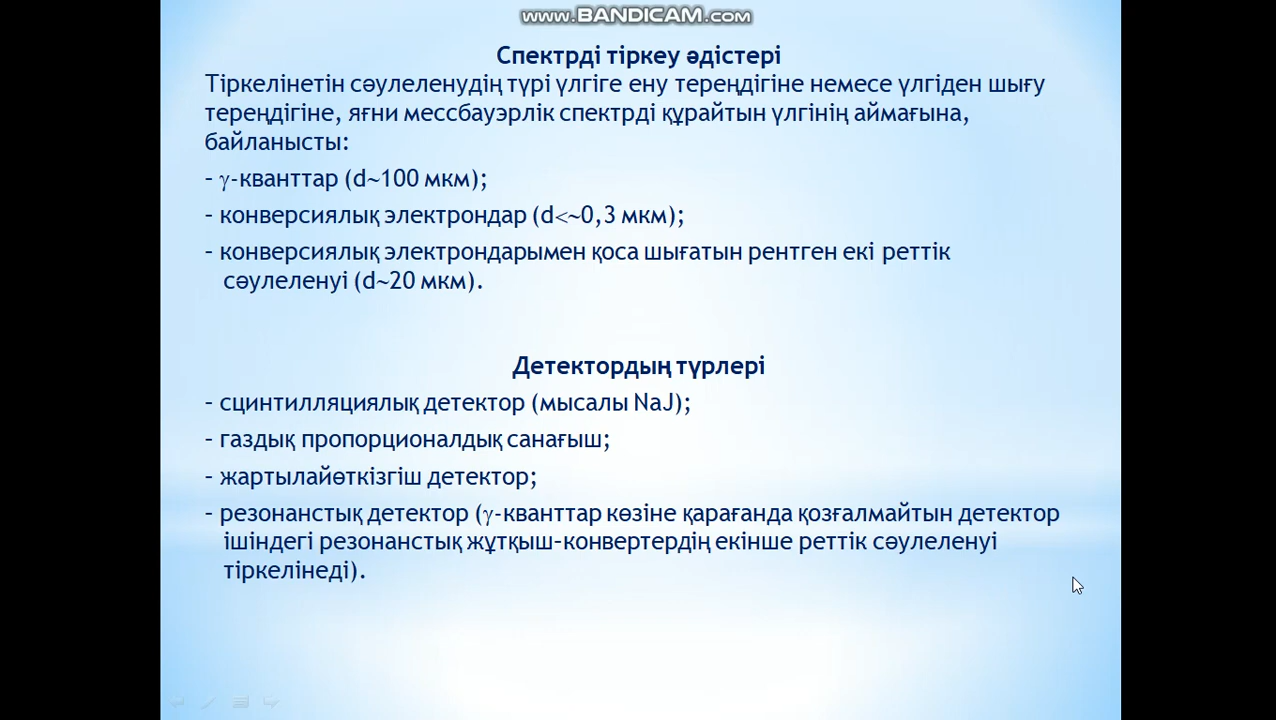 www.BANDICAM.com
Спектрді тіркеу әдістері
Тіркелінетін сәулеленудің түрі үлгіге ену тереңдігіне немесе үлгіден шығу
тереңдігіне, яғни мессбауэрлік спектрді құрайтын үлгінің аймағына,
байланысты:
– γ-кванттар (d~100 мкм);
– конверсиялық электрондар (d<~0,3 мкм);
– конверсиялық электрондарымен қоса шығатын рентген екі реттік
сәулеленуі (d~20 мкм).
Детектордың түрлері
– сцинтилляциялық детектор (мысалы NaJ);
– газдық пропорционалдық санағыш;
– жартылайөткізгіш детектор;
– резонанстық детектор (γ-кванттар көзіне қарағанда қозғалмайтын детектор
ішіндегі резонанстық жұтқыш–конвертердің екінше реттік сәулеленуі
тіркелінеді).